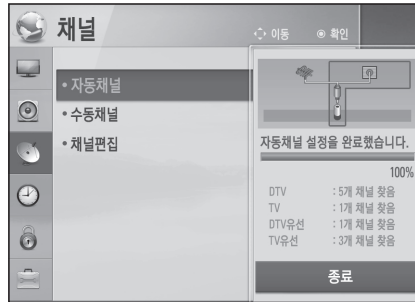 채널
이동 확인
• 자동채널
• 수동채널
• 채널편집
자동채널 설정을 완료했습니다.
100%
DTV : 5개 채널 찾음
TV : 1개 채널 찾음
DTV유선 : 1개 채널 찾음
TV유선 : 3개 채널 찾음
종료